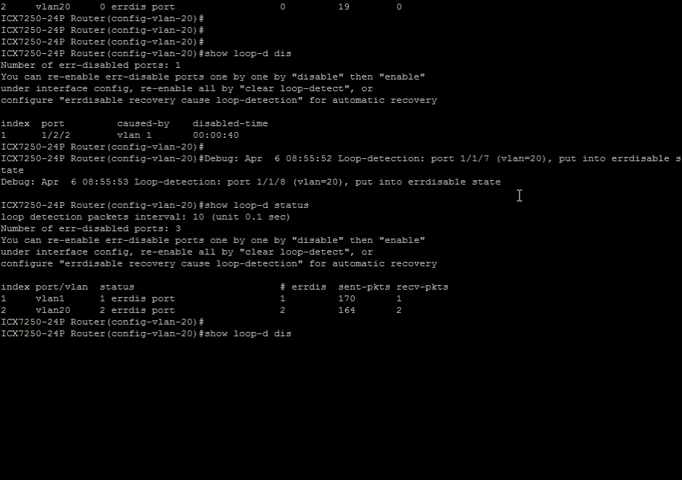 2 vlan20 0 errdis port 0 19 0
ICX7250-24P Router(config-vlan-20)#
ICX7250-24P Router(config-vlan-20)#
ICX7250-24P Router(config-vlan-20)#
ICX7250-24P Router(config-vlan-20)#show loop-d dis
Number of err-disabled ports: 1
You can re-enable err-disable ports one by one by "disable" then "enable"
under interface config, re-enable all by "clear loop-detect", or
configure "errdisable recovery cause loop-detection" for automatic recovery
index port caused-by disabled-time
1 1/2/2 vlan 1 00:00:40
ICX7250-24P Router(config-vlan-20)#
ICX7250-24P Router(config-vlan-20)#Debug: Apr 6 08:55:52 Loop-detection: port 1/1/7 (vlan=20), put into errdisable s
tate
Debug: Apr 6 08:55:53 Loop-detection: port 1/1/8 (vlan=20), put into errdisable state
ICX7250-24P Router(config-vlan-20)#show loop-d status
loop detection packets interval: 10 (unit 0.1 sec)
Number of err-disabled ports: 3
You can re-enable err-disable ports one by one by "disable" then "enable"
under interface config, re-enable all by "clear loop-detect", or
configure "errdisable recovery cause loop-detection" for automatic recovery
index port/vlan status # errdis sent-pkts recv-pkts
1 vlan1 1 errdis port 1 170 1
2 vlan20 2 errdis port 2 164 2
ICX7250-24P Router(config-vlan-20)#
ICX7250-24P Router(config-vlan-20)#show loop-d dis